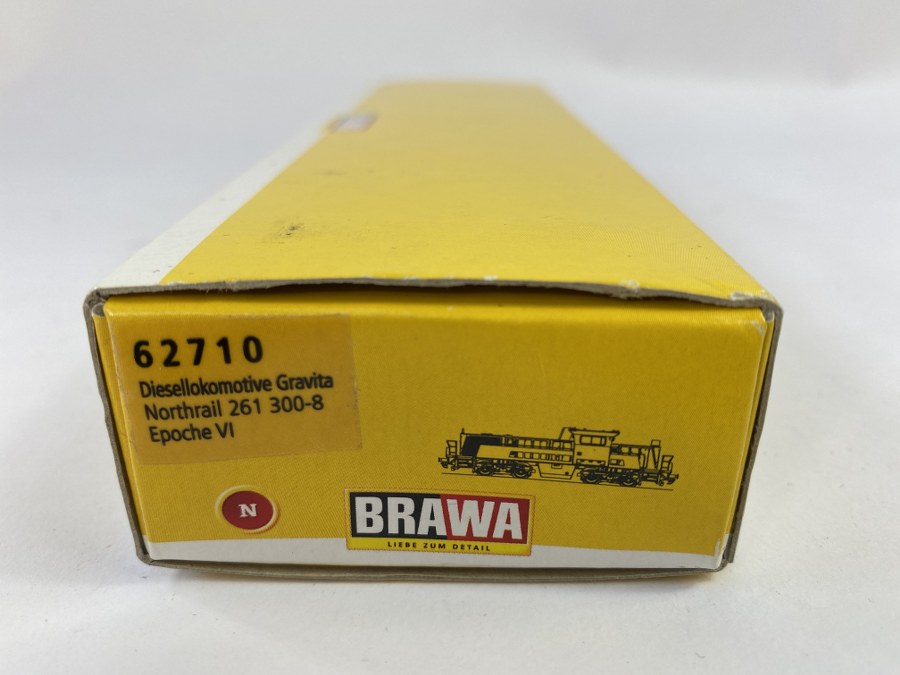 62710
Diesellokomotive Gravita
Northrail 261 300-8
Epoche VI
N
BRAWA
LIEBE ZUM DETAIL